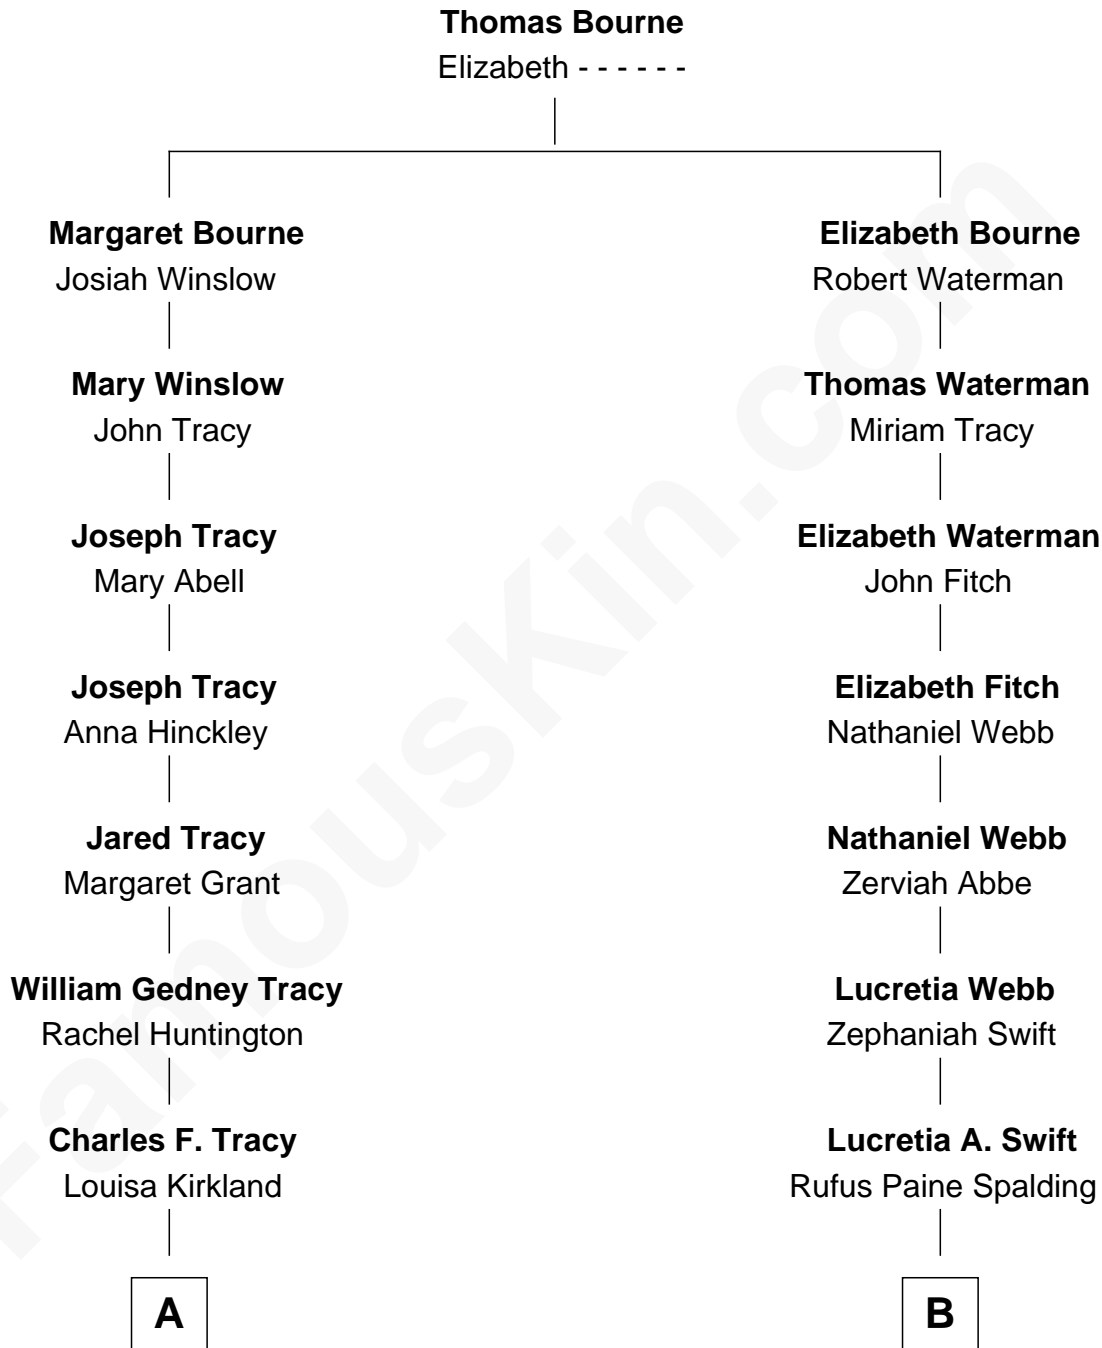 Thomas Bourne
Elizabeth - - - - - -
Margaret Bourne
Josiah Winslow
Elizabeth Bourne
Robert Waterman
Mary Winslow
John Tracy
Thomas Waterman
Miriam Tracy
Joseph Tracy
Mary Abell
Elizabeth Waterman
John Fitch
Joseph Tracy
Anna Hinckley
Elizabeth Fitch
Nathaniel Webb
Jared Tracy
Margaret Grant
Nathaniel Webb
Zerviah Abbe
William Gedney Tracy
Rachel Huntington
Lucretia Webb
Zephaniah Swift
Charles F. Tracy
Louisa Kirkland
Lucretia A. Swift
Rufus Paine Spalding
A
B
FamousKin.com